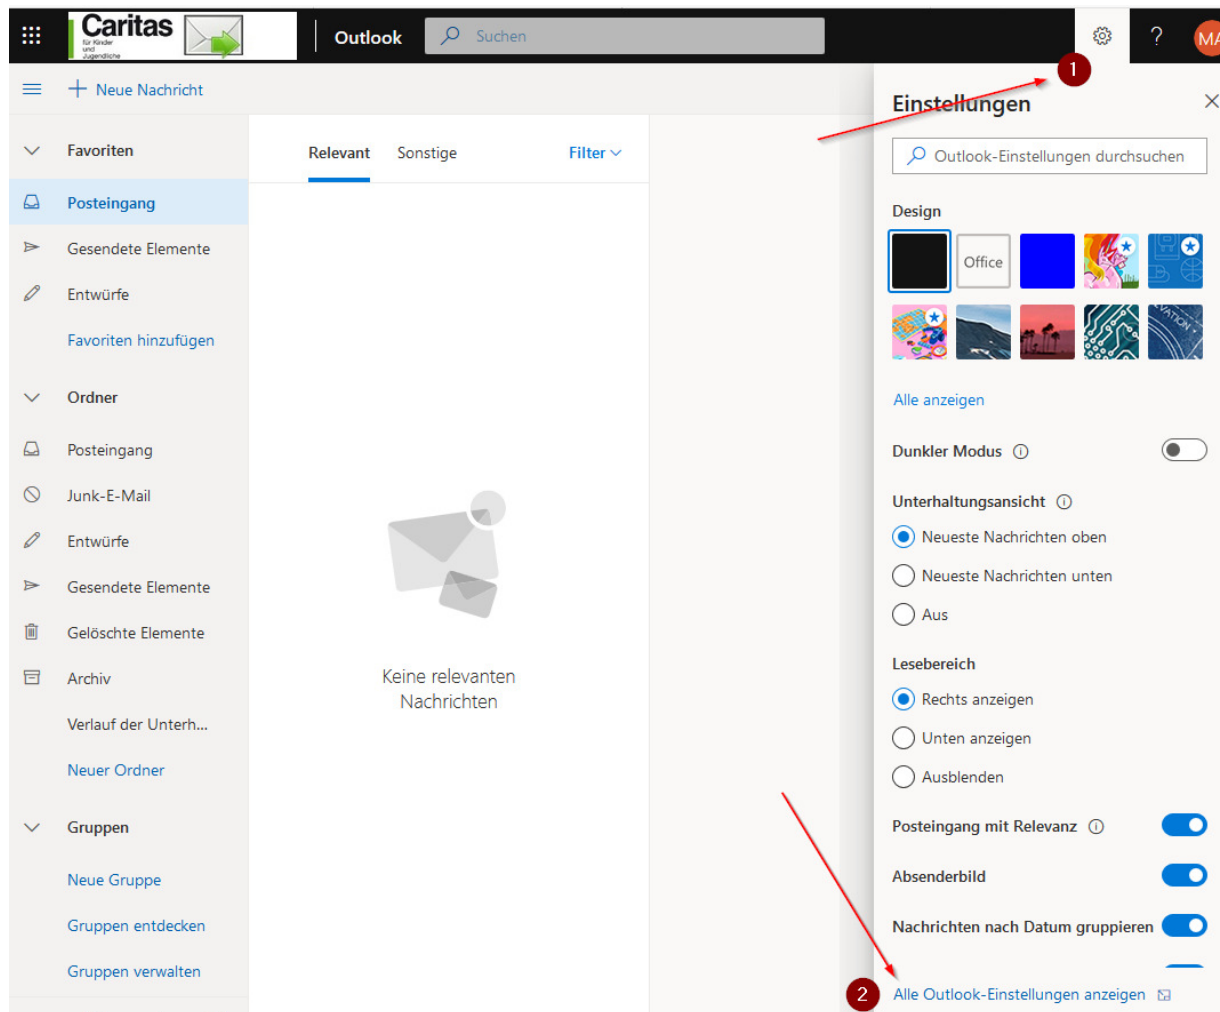 Caritas
für Kinder
und
Jugendliche
Outlook
Suchen
?
MA
1
Neue Nachricht
Favoriten
Posteingang
Gesendete Elemente
Entwürfe
Favoriten hinzufügen
Ordner
Posteingang
Junk-E-Mail
Entwürfe
Gesendete Elemente
Gelöschte Elemente
Archiv
Verlauf der Unterh...
Neuer Ordner
Gruppen
Neue Gruppe
Gruppen entdecken
Gruppen verwalten
Relevant Sonstige Filter
Keine relevanten
Nachrichten
Einstellungen
Outlook-Einstellungen durchsuchen
Design
Office
Alle anzeigen
Dunkler Modus
Unterhaltungsansicht
Neueste Nachrichten oben
Neueste Nachrichten unten
Aus
Lesebereich
Rechts anzeigen
Unten anzeigen
Ausblenden
Posteingang mit Relevanz
Absenderbild
Nachrichten nach Datum gruppieren
2 Alle Outlook-Einstellungen anzeigen